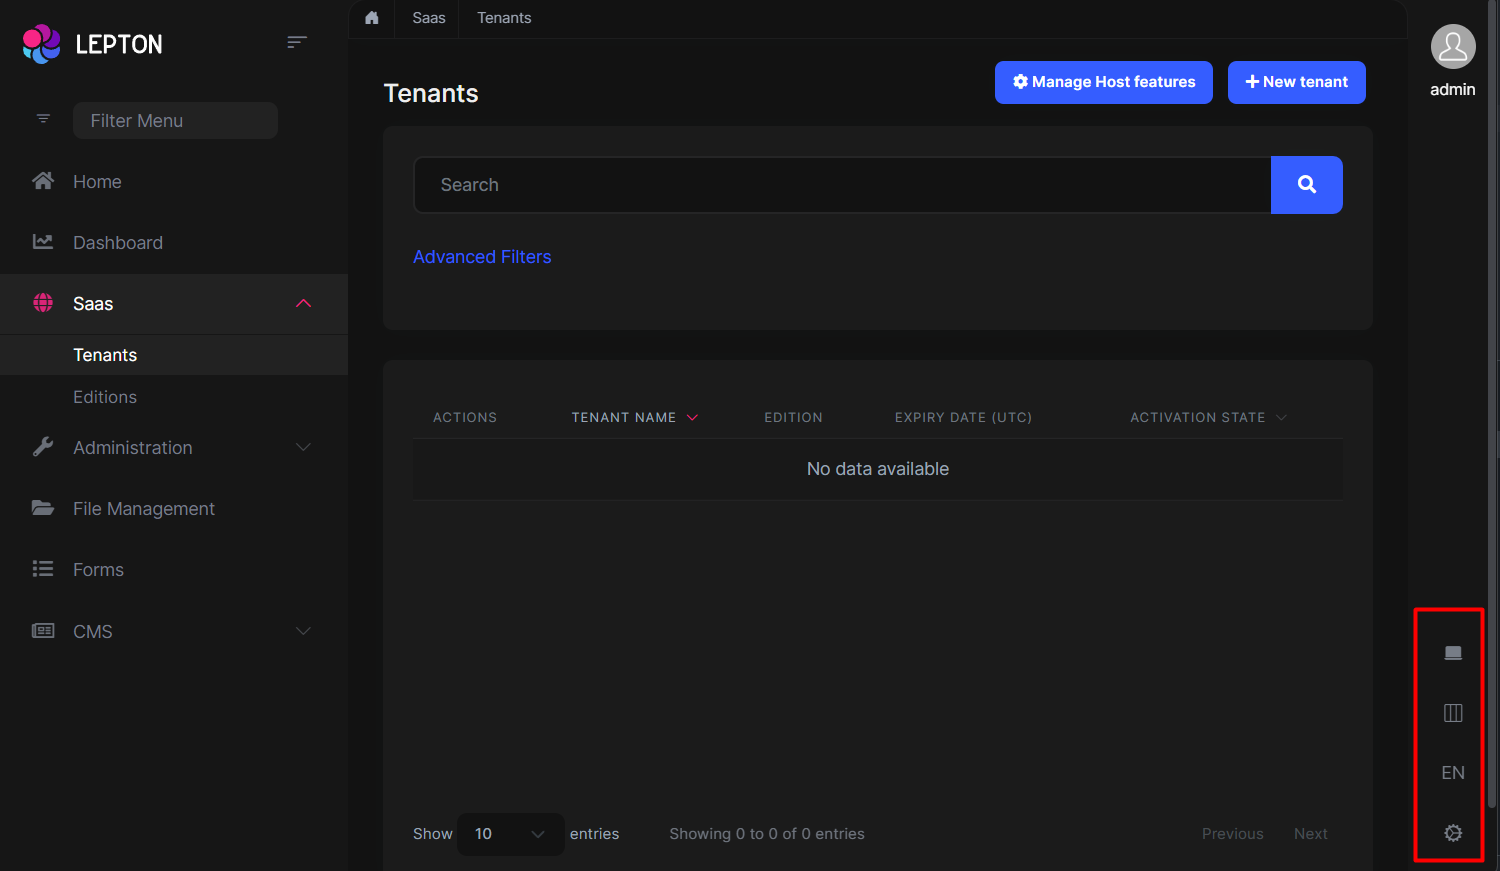 LEPTON
Filter Menu
Home
Dashboard
Saas
Tenants
Editions
Administration
File Management
Forms
CMS
Saas
Tenants
Tenants
Manage Host features
New tenant
Search
Advanced Filters
ACTIONS
TENANT NAME
EDITION
EXPIRY DATE (UTC)
ACTIVATION STATE
No data available
Show 10 entries
Showing 0 to 0 of 0 entries
Previous
Next
admin
EN